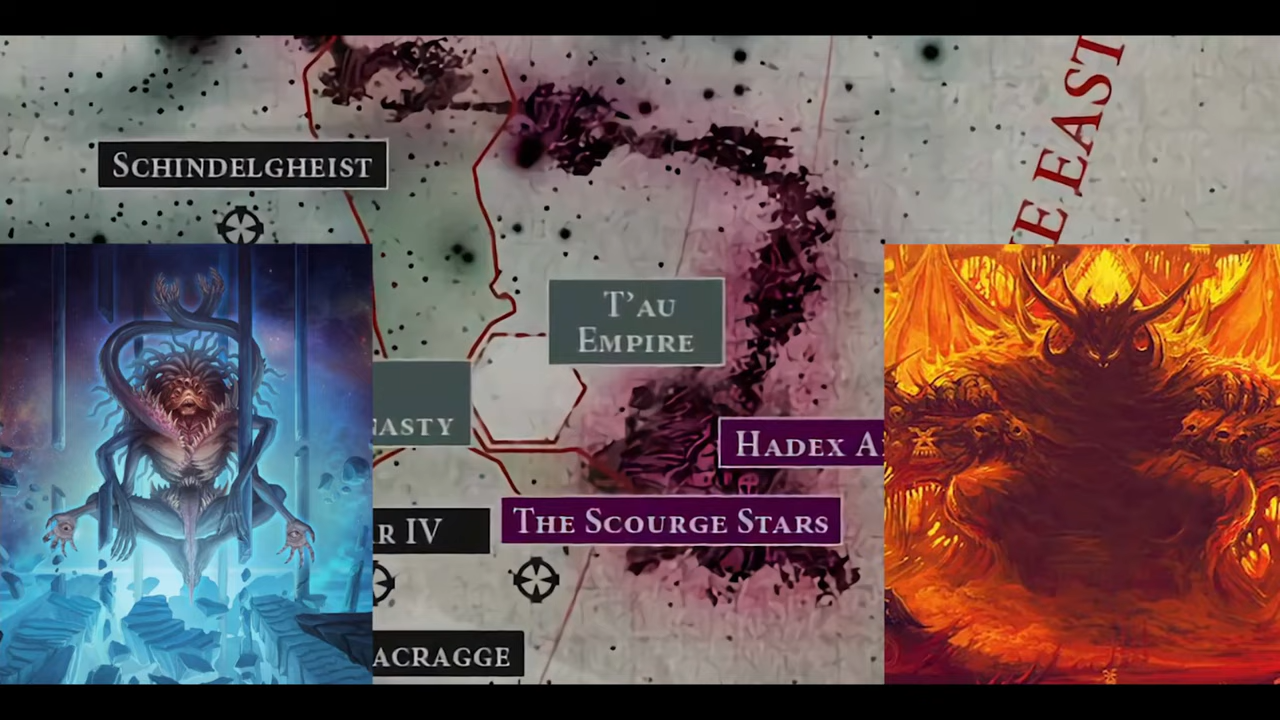 SCHINDELGHEIST
E EAST
T'AU
EMPIRE
NASTY
HADEX A
R IV
THE SCOURGE STARS
ACRAGGE